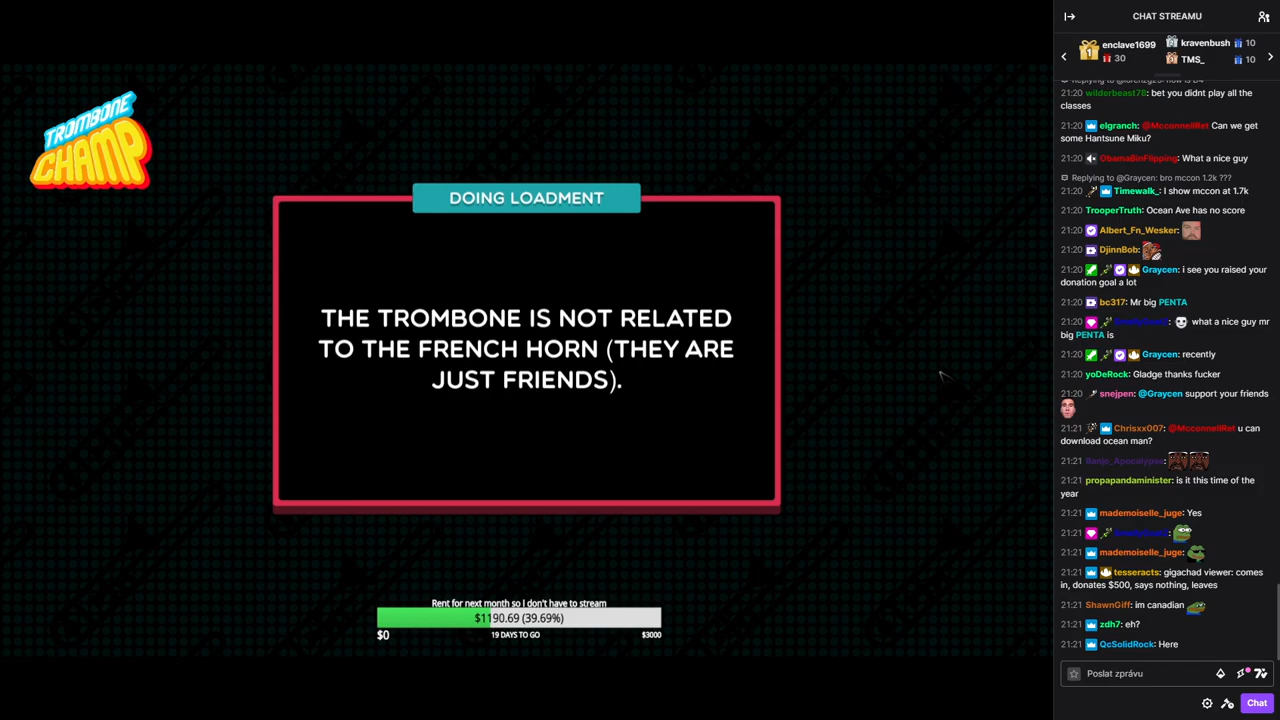 TROMBONE
CHAMP
DOING LOADMENT
THE TROMBONE IS NOT RELATED
TO THE FRENCH HORN (THEY ARE
JUST FRIENDS).
Rent for next month so I don't have to stream
$1190.69 (39.69%)
$0
19 DAYS TO GO
$3000
CHAT STREAMU
enclave1699
30
kravenbush 10
TMS_ 10
21:20 wilderbeast78: bet you didnt play all the
classes
21:20 elgranch: @McconnellRet Can we get
some Hantsune Miku?
21:20 ObamaBinFlipping: What a nice guy
Replying to @Graycen: bro mccon 1.2k ???
21:20 Timewalk_: I show mccon at 1.7k
21:20 TrooperTruth: Ocean Ave has no score
21:20 Albert_Fn_Wesker:
21:20 DjinnBob:
21:20 Graycen: i see you raised your
donation goal a lot
21:20 bc317: Mr big PENTA
21:20 : what a nice guy mr
big PENTA is
21:20 Graycen: recently
21:20 yoDeRock: Gladge thanks fucker
21:20 snejpen: @Graycen support your friends
21:21 Chrisxx007: @McconnellRet u can
download ocean man?
21:21 Banjo_Apocalypse:
21:21 propapandaminister: is it this time of the
year
21:21 mademoiselle_juge: Yes
21:21
21:21 mademoiselle_juge:
21:21 tesseracts: gigachad viewer: comes
in, donates $500, says nothing, leaves
21:21 ShawnGiff: im canadian
21:21 zdh7: eh?
21:21 QcSolidRock: Here
Poslat zprávu
Chat